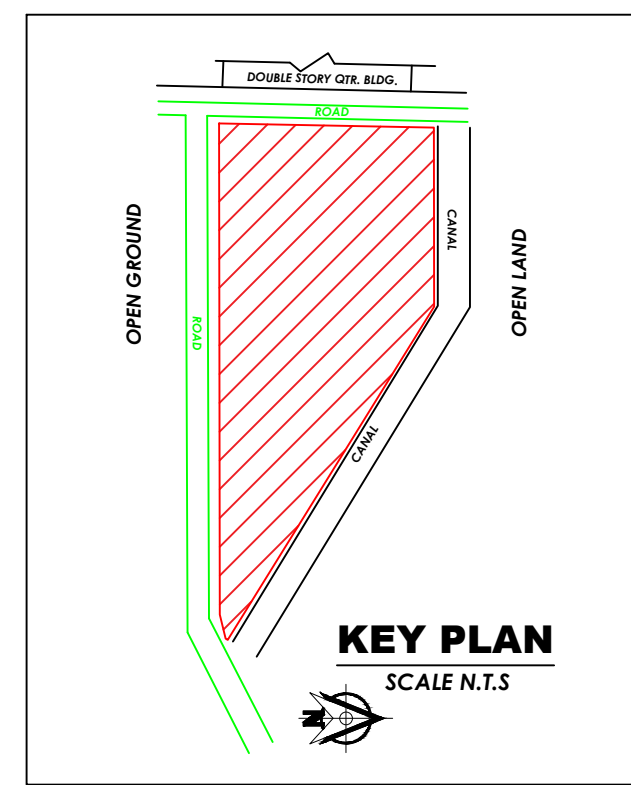 DOUBLE STORY QTR. BLDG.
ROAD
OPEN GROUND
ROAD
CANAL
OPEN LAND
CANAL
KEY PLAN
SCALE N.T.S
N